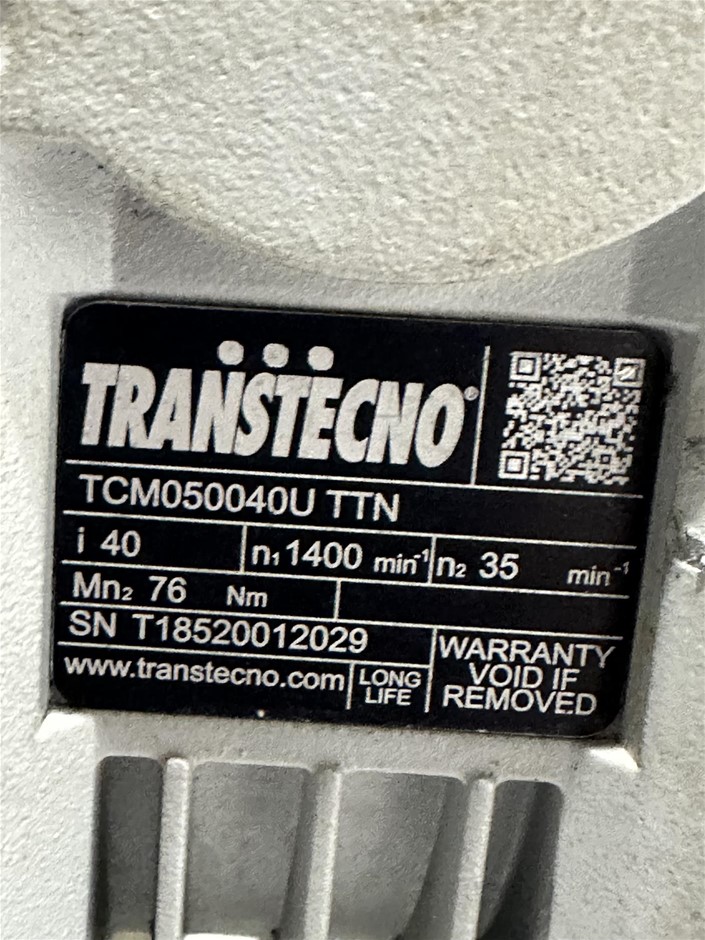 TRANSTECNO®
TCM050040U TTN
i 40 n₁ 1400 min⁻¹ n₂ 35 min⁻¹
Mn₂ 76 Nm
SN T18520012029
www.transtecno.com
LONG
LIFE
WARRANTY
VOID IF
REMOVED